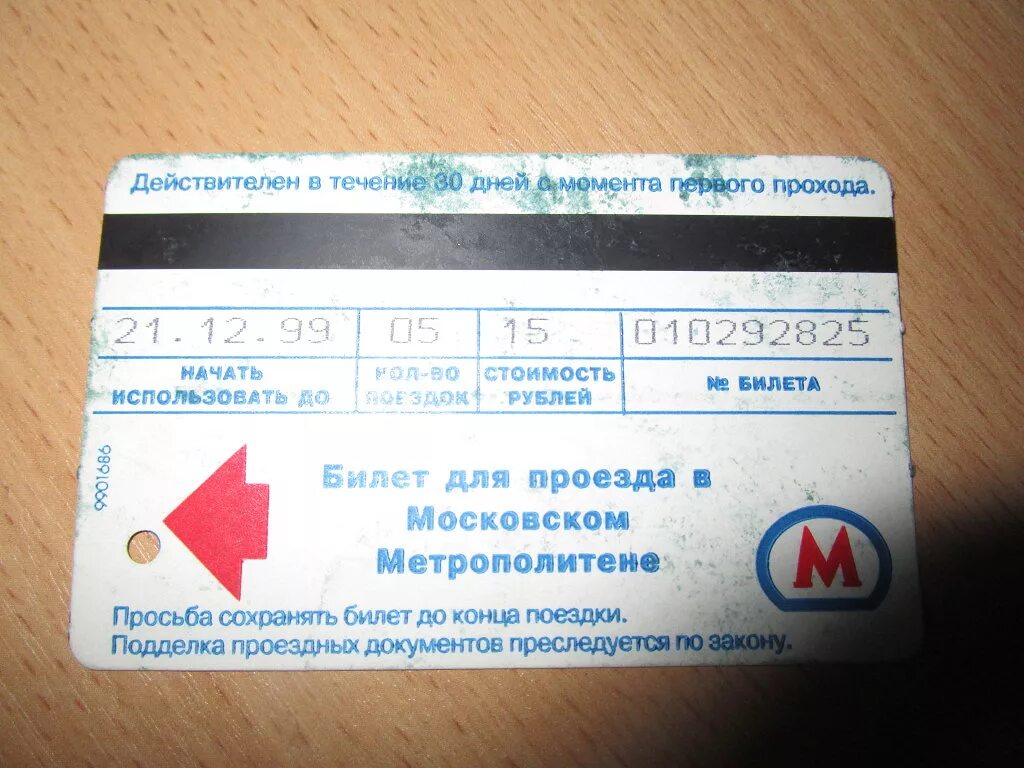 Действителен в течение 30 дней с момента первого прохода.
21.12.99 05 15 010292825
НАЧАТЬ ИСПОЛЬЗОВАТЬ ДО
КОЛ-ВО ПОЕЗДОК
СТОИМОСТЬ РУБЛЕЙ
№ БИЛЕТА
9901686
Билет для проезда в
Московском
Метрополитене
М
Просьба сохранять билет до конца поездки.
Подделка проездных документов преследуется по закону.